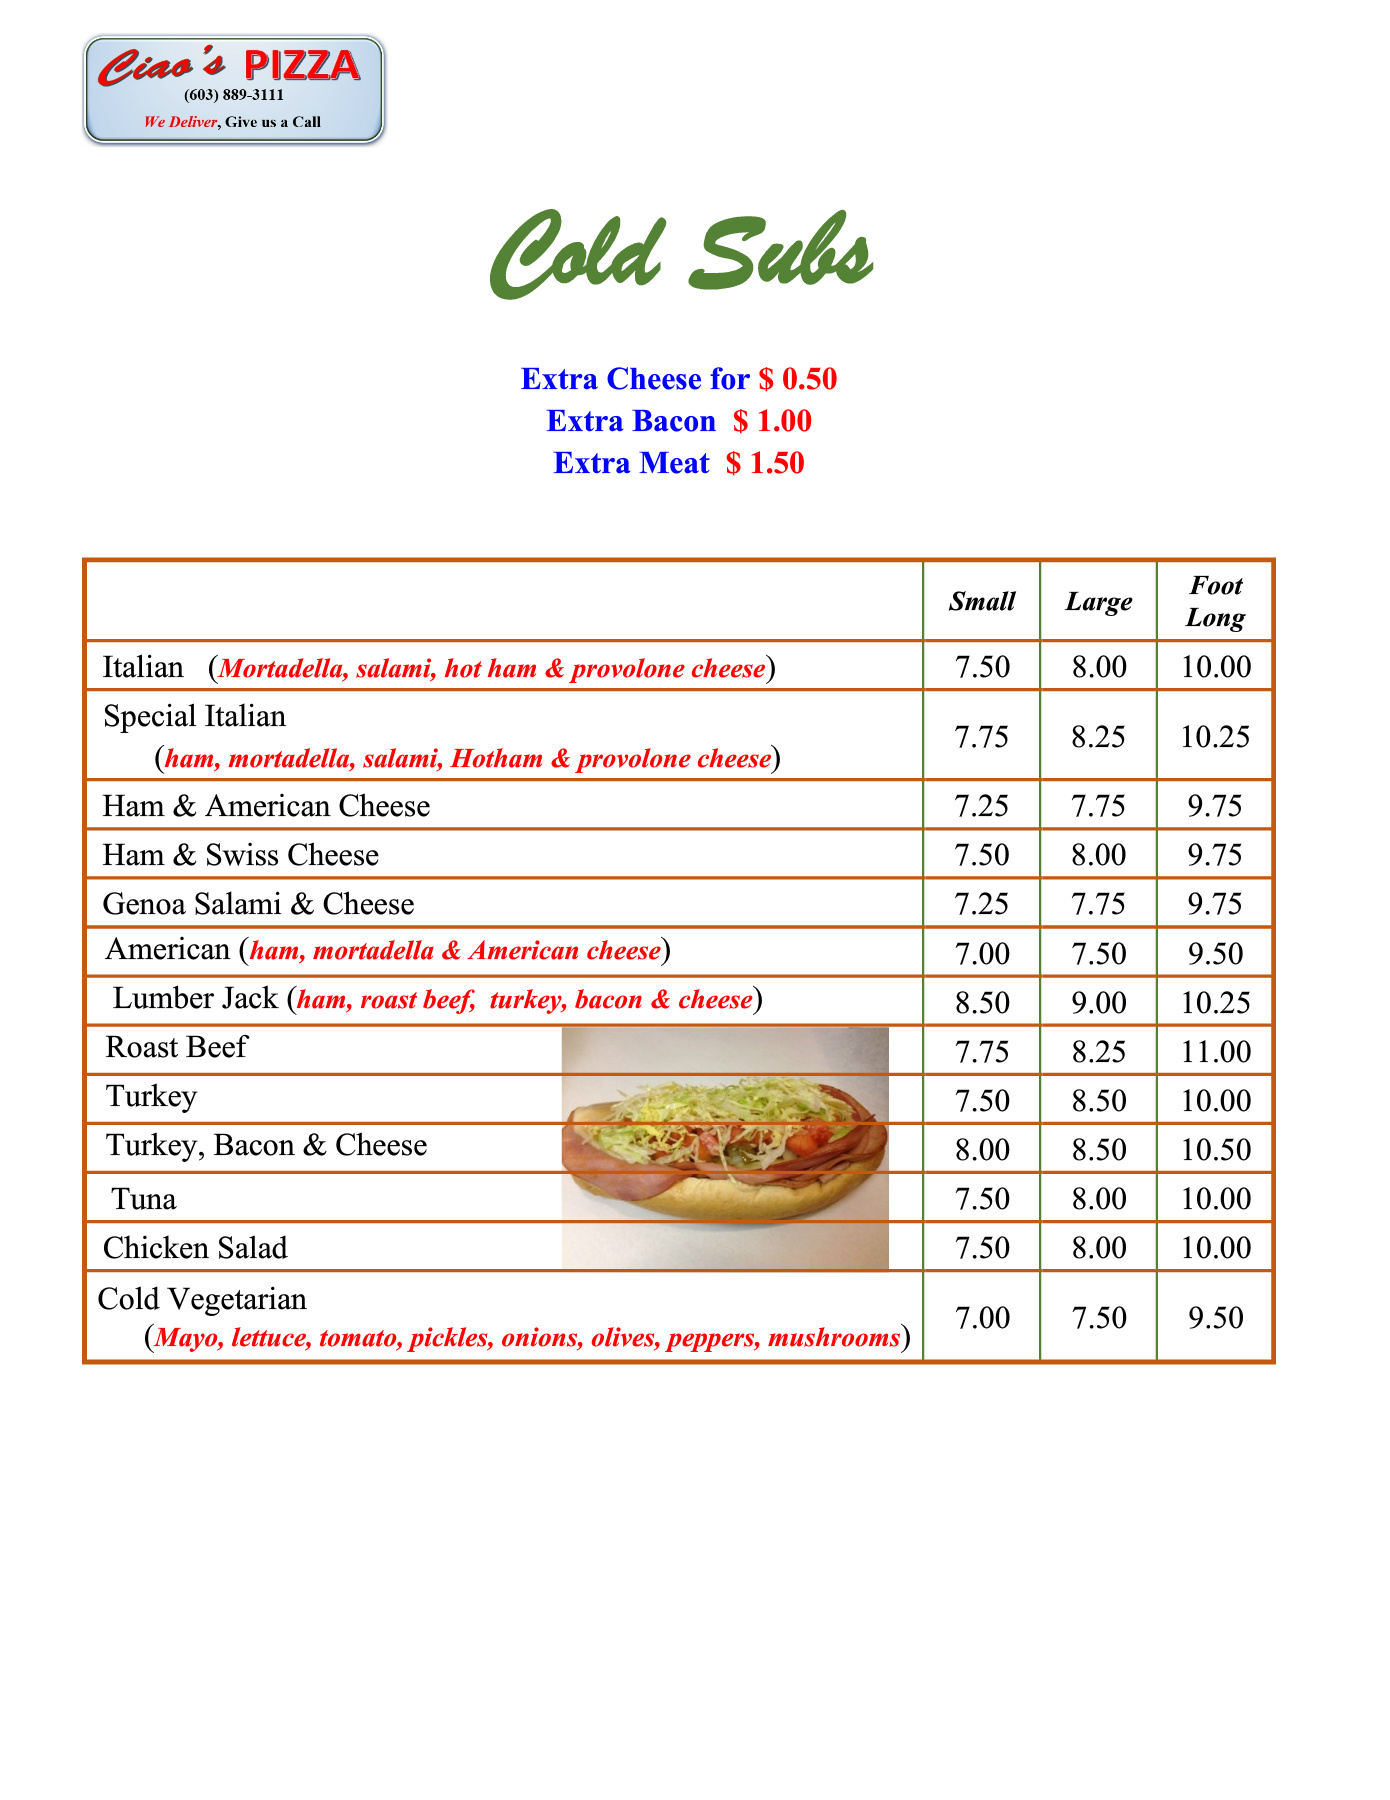 Ciao's PIZZA
(603) 889-3111
We Deliver, Give us a Call
Cold Subs
Extra Cheese for $ 0.50
Extra Bacon $ 1.00
Extra Meat $ 1.50
Small Large Foot Long
Italian (Mortadella, salami, hot ham & provolone cheese) 7.50 8.00 10.00
Special Italian
(ham, mortadella, salami, Hotham & provolone cheese) 7.75 8.25 10.25
Ham & American Cheese 7.25 7.75 9.75
Ham & Swiss Cheese 7.50 8.00 9.75
Genoa Salami & Cheese 7.25 7.75 9.75
American (ham, mortadella & American cheese) 7.00 7.50 9.50
Lumber Jack (ham, roast beef, turkey, bacon & cheese) 8.50 9.00 10.25
Roast Beef 7.75 8.25 11.00
Turkey 7.50 8.50 10.00
Turkey, Bacon & Cheese 8.00 8.50 10.50
Tuna 7.50 8.00 10.00
Chicken Salad 7.50 8.00 10.00
Cold Vegetarian
(Mayo, lettuce, tomato, pickles, onions, olives, peppers, mushrooms) 7.00 7.50 9.50